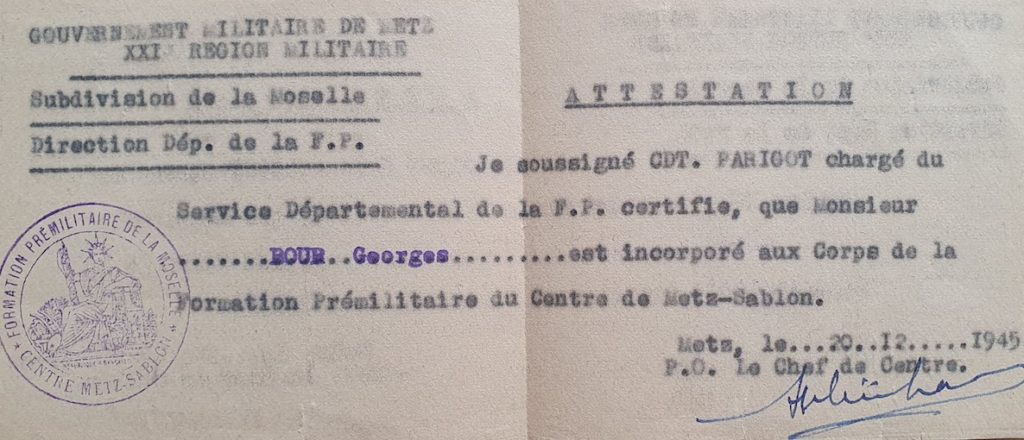 GOUVERNEMENT MILITAIRE DE METZ
XXI REGION MILITAIRE
Subdivision de la Moselle
Direction Dép. de la F.P.
ATTESTATION
Je soussigné CDT. PARIGOT chargé du
Service Départemental de la F.P. certifie, que Monsieur
.......BOUR..Georges.........est incorporé aux Corps de la
Formation Prémilitaire du Centre de Metz-Sablon.
Metz, le...20..12.....1945
P.O. Le Chef de Centre.
FORMATION PRÉMILITAIRE DE LA MOSELLE
CENTRE METZ-SABLON